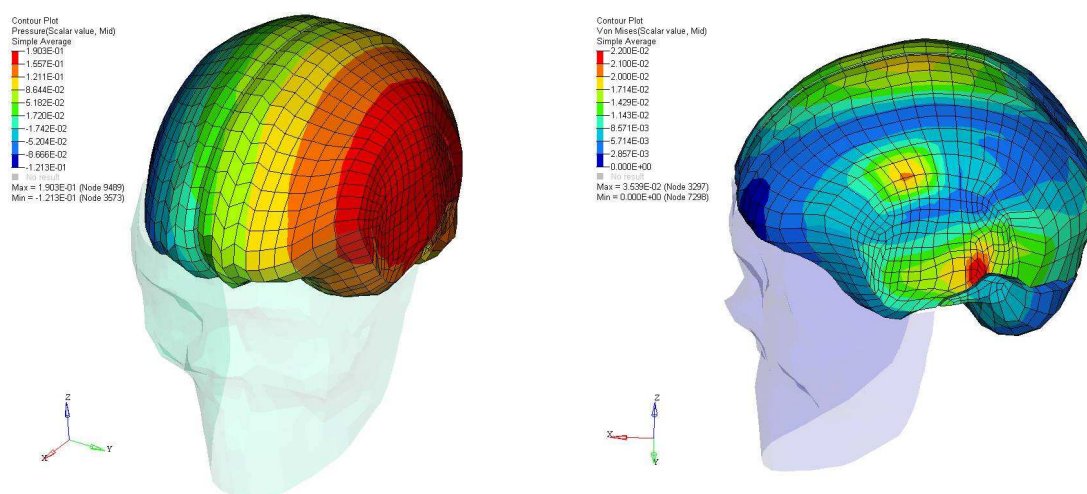 Contour Plot
Pressure(Scalar value, Mid)
Simple Average
1.903E-01
1.557E-01
1.211E-01
8.644E-02
5.182E-02
1.720E-02
-1.742E-02
-5.204E-02
-8.666E-02
-1.213E-01
No result
Max = 1.903E-01 (Node 9489)
Min = -1.213E-01 (Node 3573)
Z
X
Y
Contour Plot
Von Mises(Scalar value, Mid)
Simple Average
2.200E-02
2.100E-02
2.000E-02
1.714E-02
1.429E-02
1.143E-02
8.571E-03
5.714E-03
2.857E-03
0.000E+00
No result
Max = 3.539E-02 (Node 3297)
Min = 0.000E+00 (Node 7298)
Z
X
Y